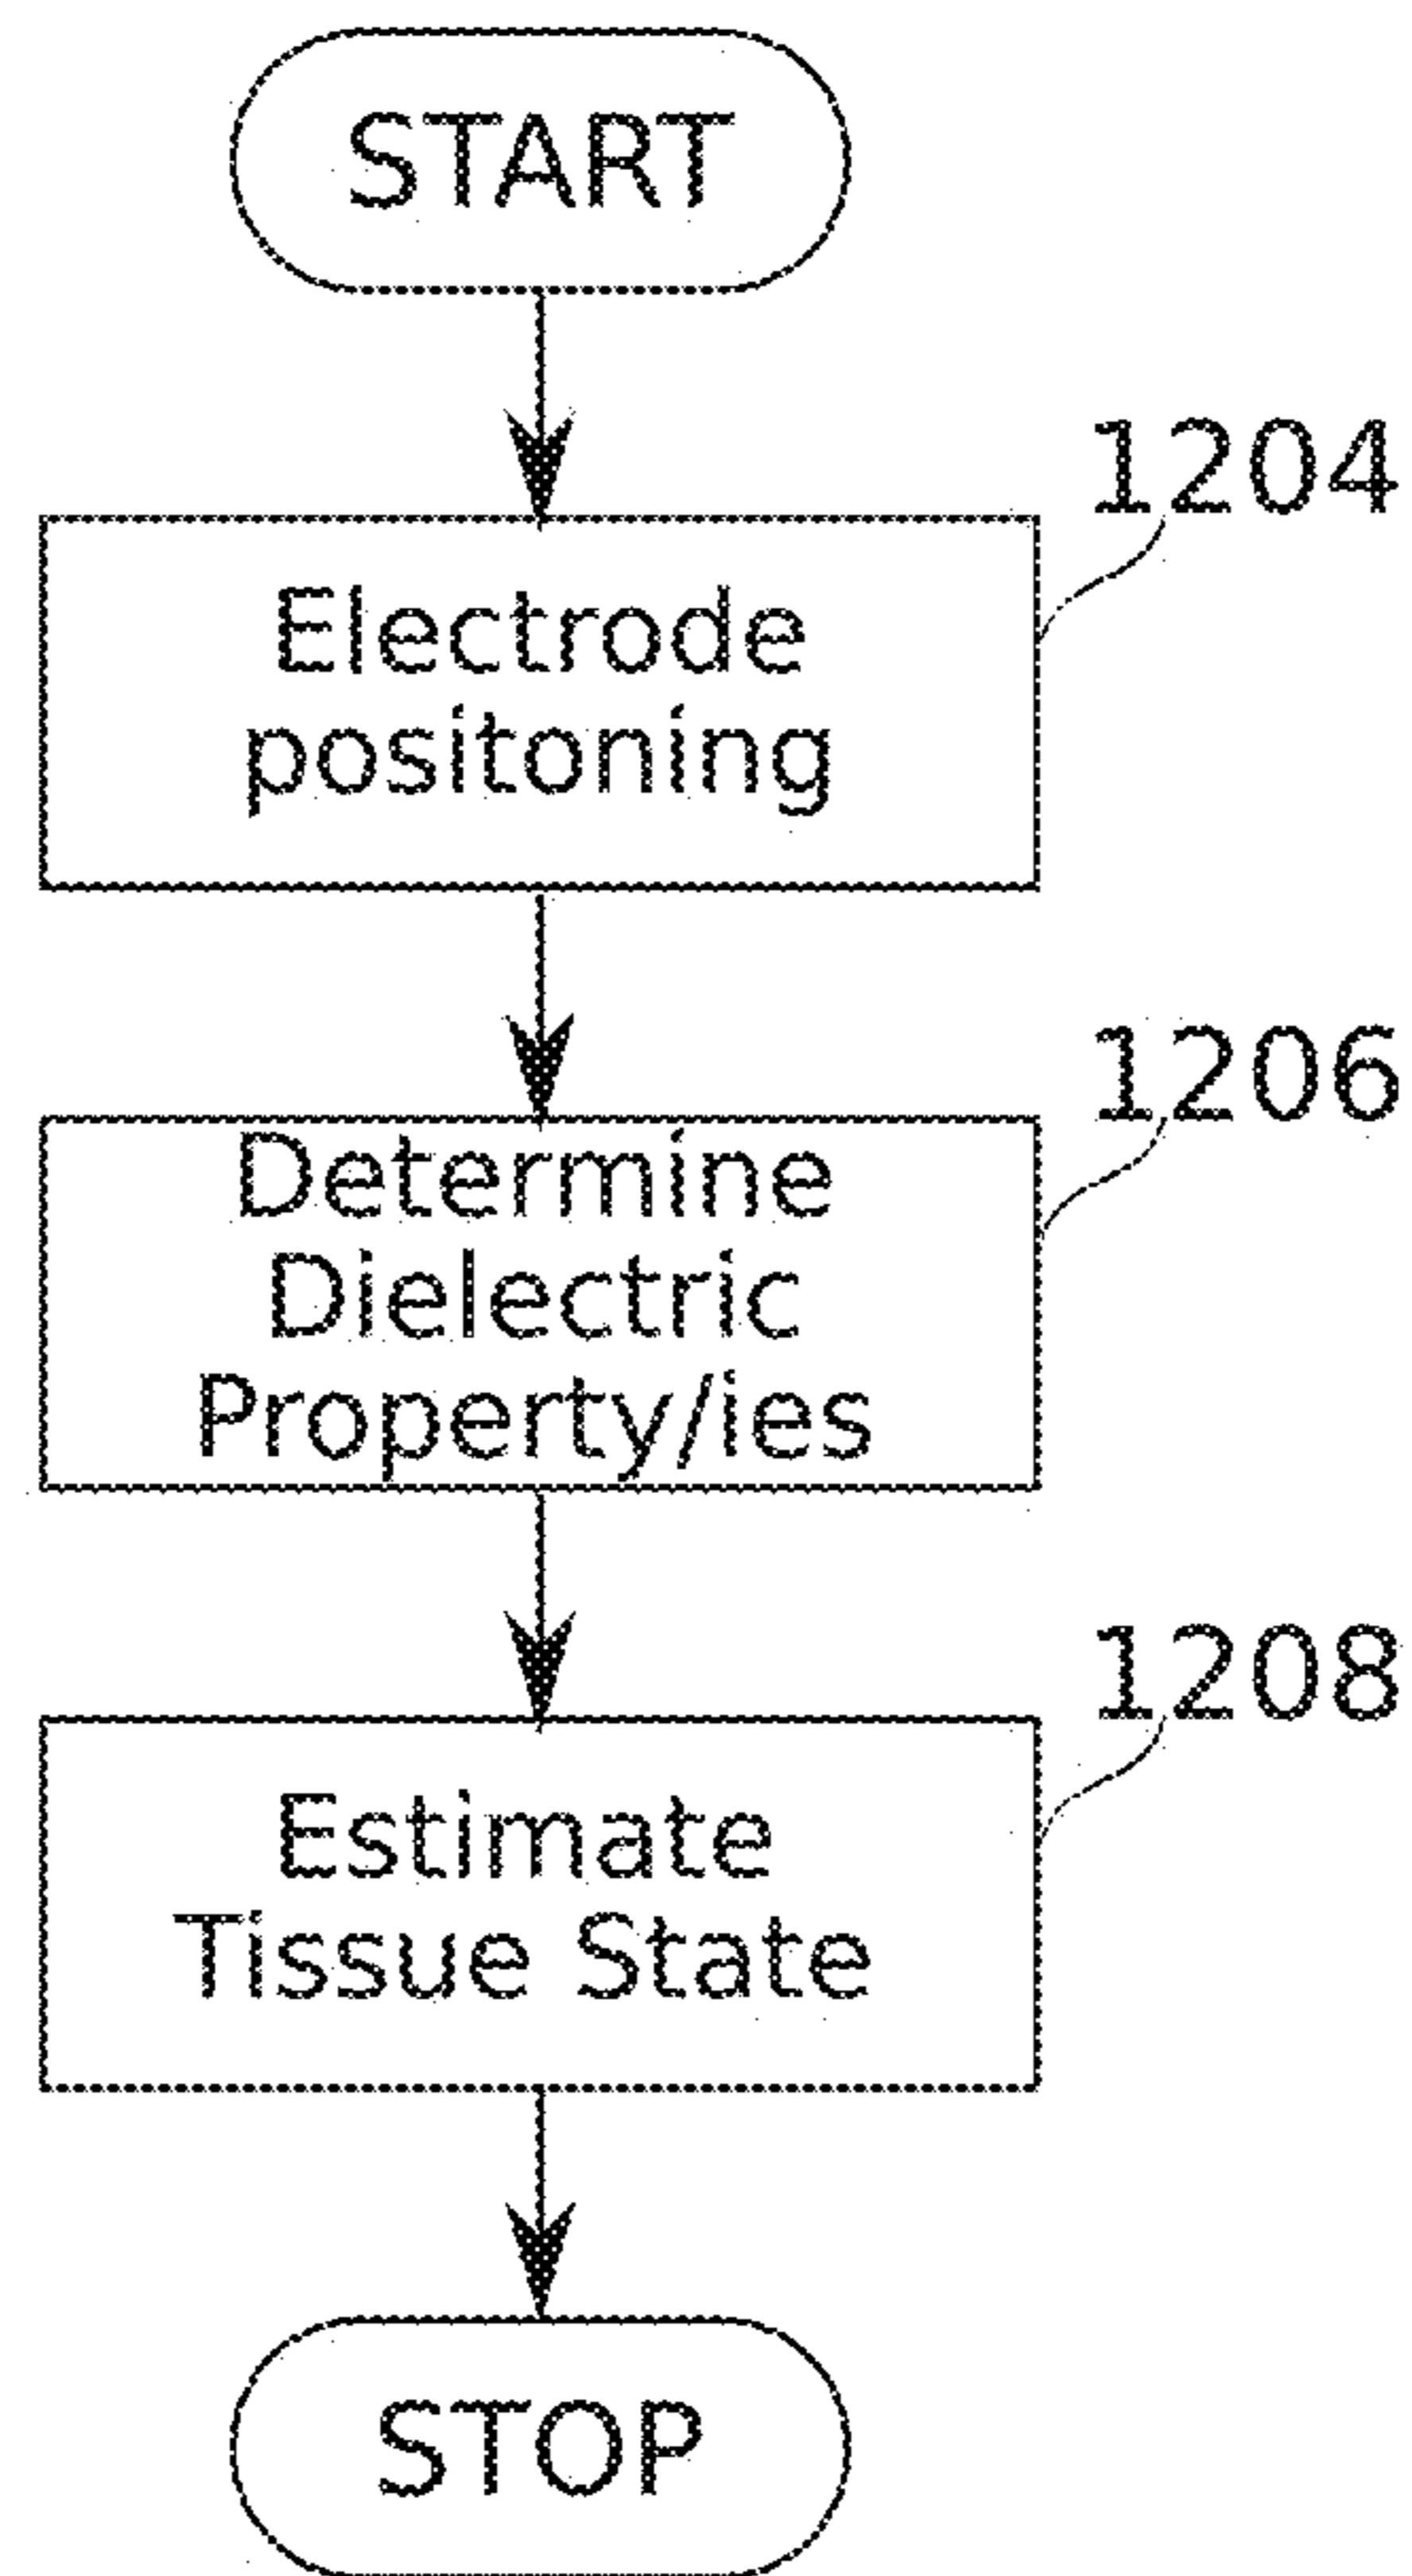 START
1204
Electrode
positoning
1206
Determine
Dielectric
Property/ies
1208
Estimate
Tissue State
STOP